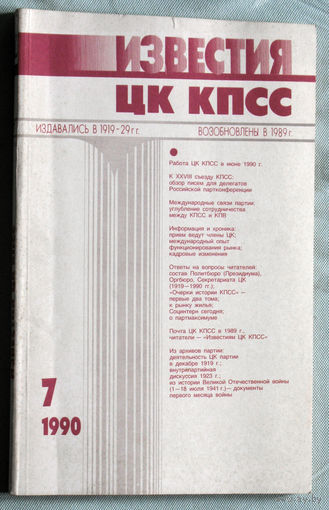 ИЗВЕСТИЯ
ЦК КПСС
ИЗДАВАЛИСЬ В 1919-29 гг.
ВОЗОБНОВЛЕНЫ В 1989 г.
Работа ЦК КПСС в июне 1990 г.
К XXVIII съезду КПСС:
обзор писем для делегатов
Российской партконференции
Международные связи партии:
углубление сотрудничества
между КПСС и КПВ
Информация и хроника:
прием ведут члены ЦК;
международный опыт
функционирования рынка;
кадровые изменения
Ответы на вопросы читателей:
состав Политбюро (Президиума),
Оргбюро, Секретариата ЦК
(1919—1990 гг.);
«Очерки истории КПСС» —
первые два тома;
к рынку жилья;
Социнтерн сегодня;
о партмаксимуме
Почта ЦК КПСС в 1989 г.,
читатели — «Известиям ЦК КПСС»
Из архивов партии:
деятельность ЦК партии
в декабре 1919 г.;
внутрипартийная
дискуссия 1923 г.;
из истории Великой Отечественной войны
(1—18 июля 1941 г.) — документы
первого месяца войны
7
1990